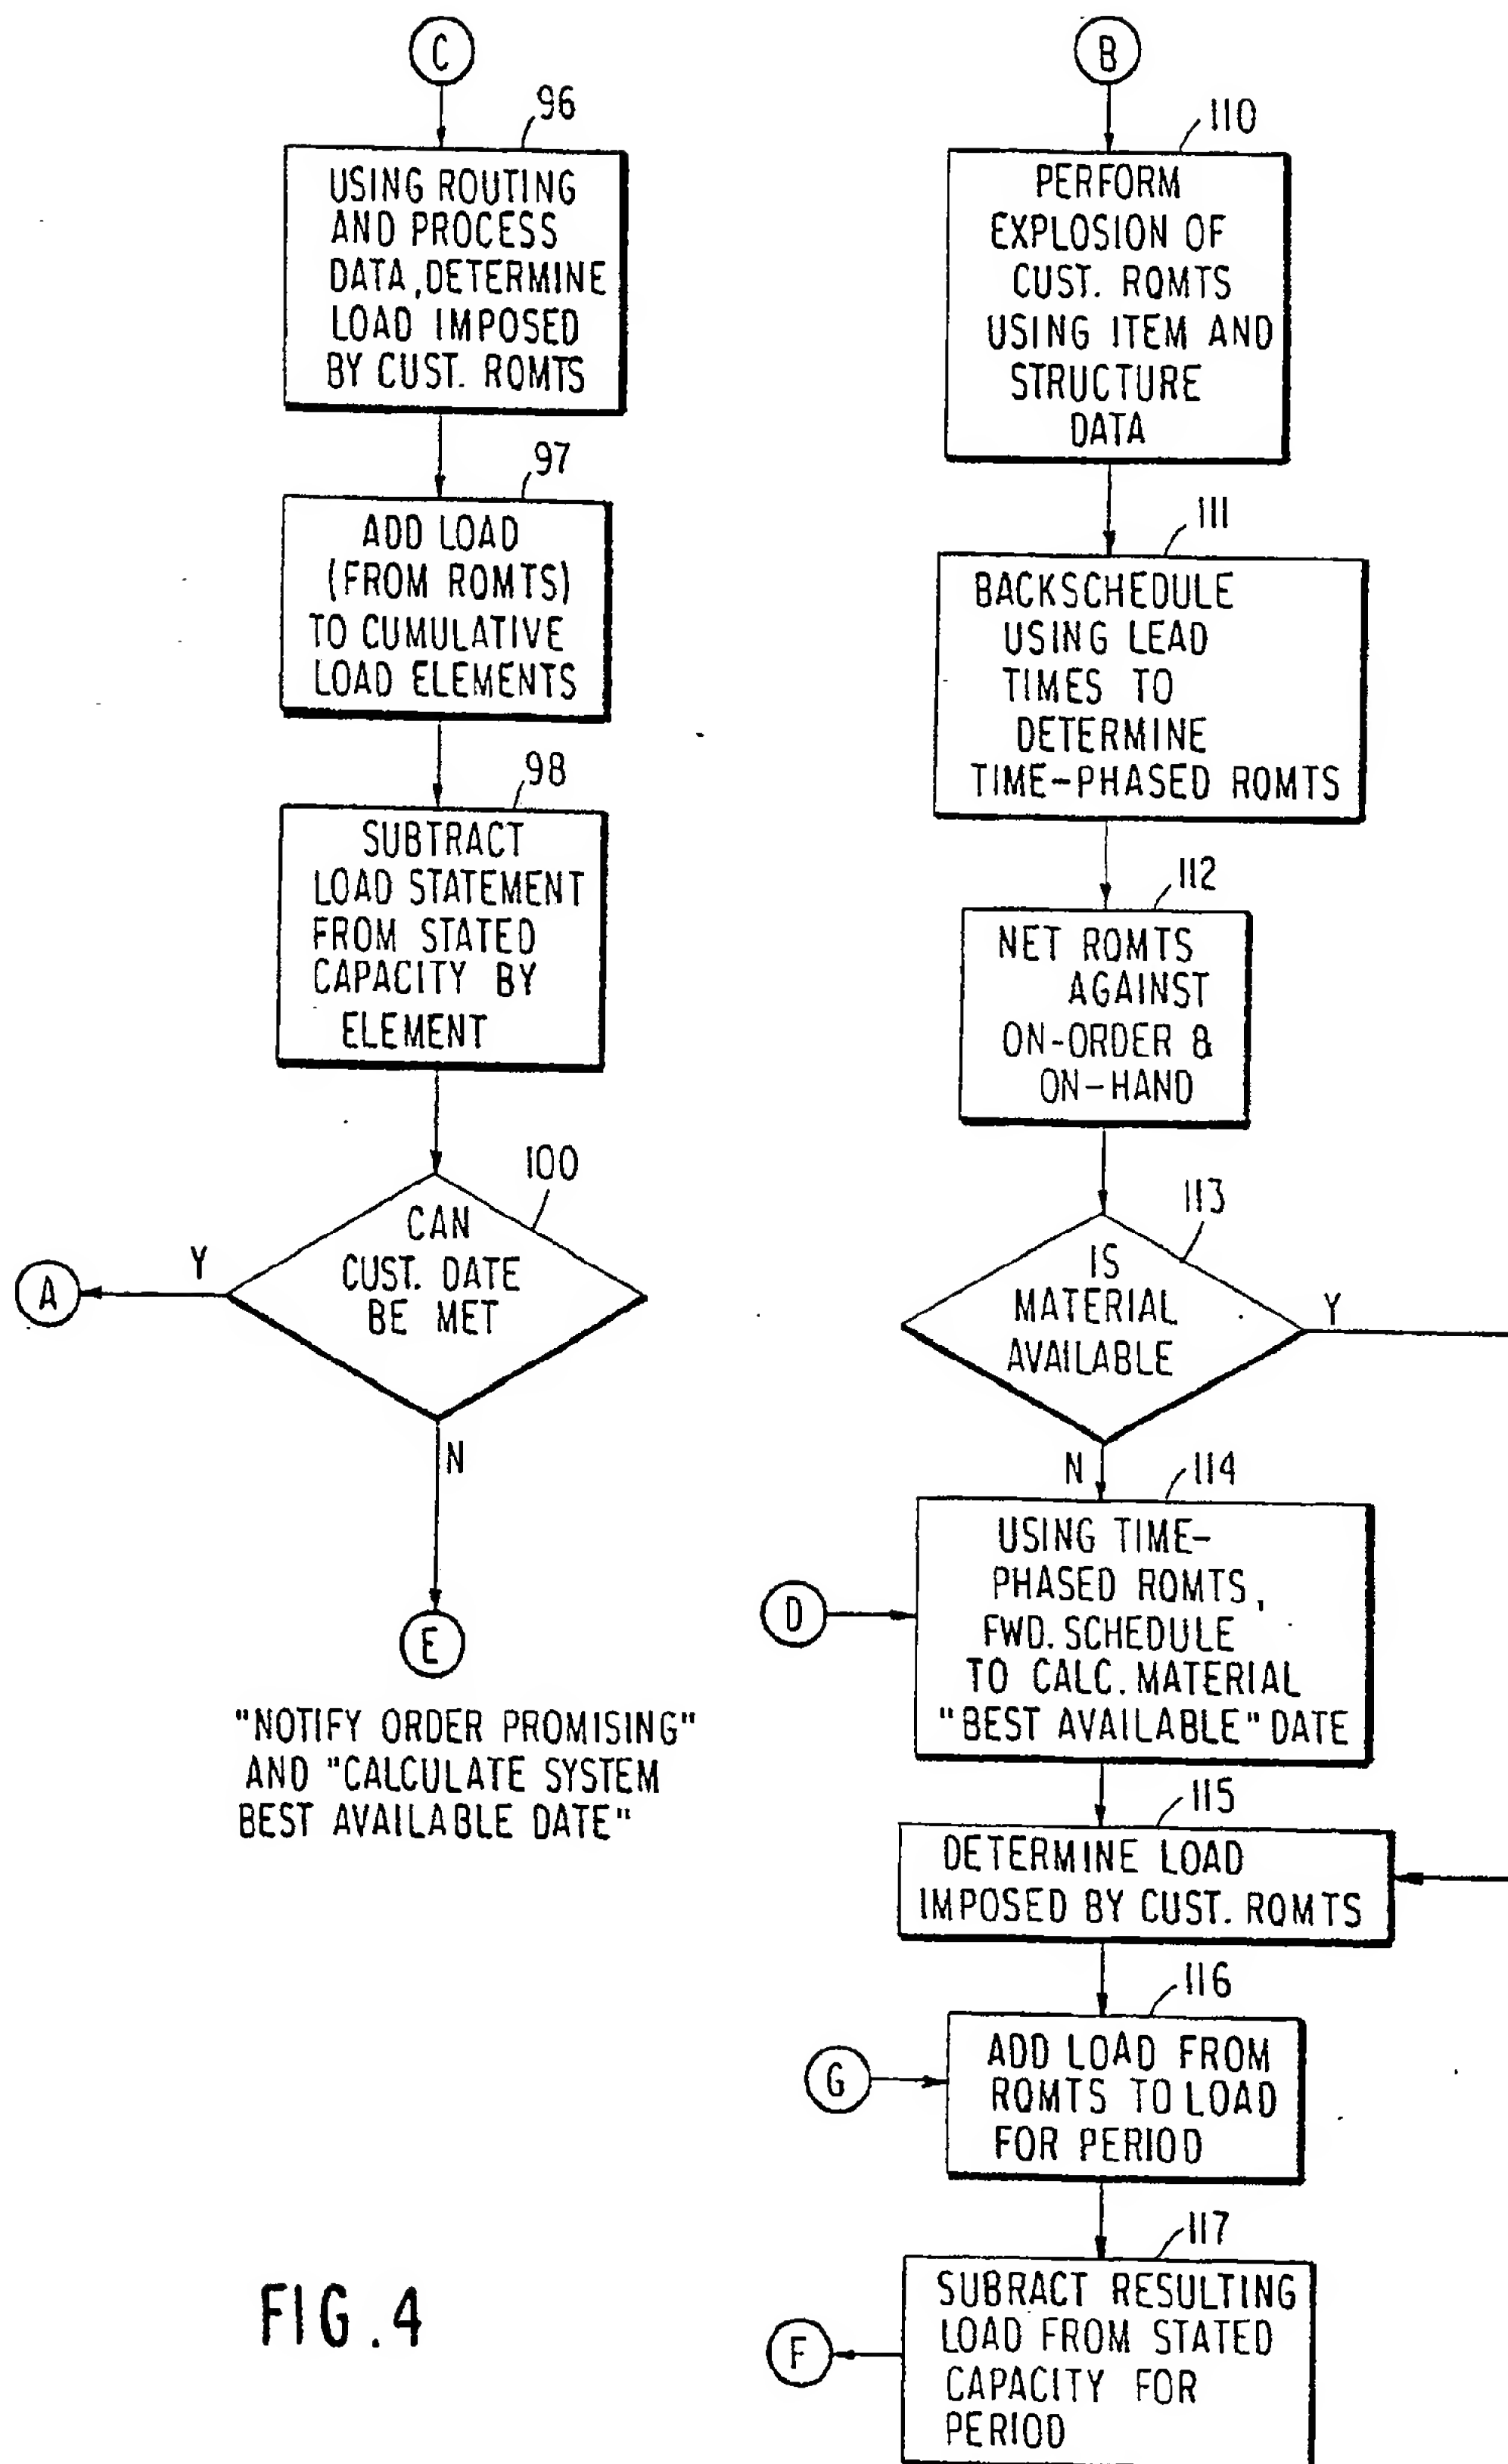 C
96
USING ROUTING
AND PROCESS
DATA, DETERMINE
LOAD IMPOSED
BY CUST. RQMTS
97
ADD LOAD
(FROM RQMTS)
TO CUMULATIVE
LOAD ELEMENTS
98
SUBTRACT
LOAD STATEMENT
FROM STATED
CAPACITY BY
ELEMENT
100
CAN
CUST. DATE
BE MET
Y
A
N
E
"NOTIFY ORDER PROMISING"
AND "CALCULATE SYSTEM
BEST AVAILABLE DATE"
B
110
PERFORM
EXPLOSION OF
CUST. RQMTS
USING ITEM AND
STRUCTURE
DATA
111
BACKSCHEDULE
USING LEAD
TIMES TO
DETERMINE
TIME-PHASED RQMTS
112
NET RQMTS
AGAINST
ON-ORDER &
ON-HAND
113
IS
MATERIAL
AVAILABLE
Y
N
114
D
USING TIME-
PHASED RQMTS,
FWD. SCHEDULE
TO CALC. MATERIAL
"BEST AVAILABLE" DATE
115
DETERMINE LOAD
IMPOSED BY CUST. RQMTS
116
G
ADD LOAD FROM
RQMTS TO LOAD
FOR PERIOD
117
F
SUBRACT RESULTING
LOAD FROM STATED
CAPACITY FOR
PERIOD
FIG. 4